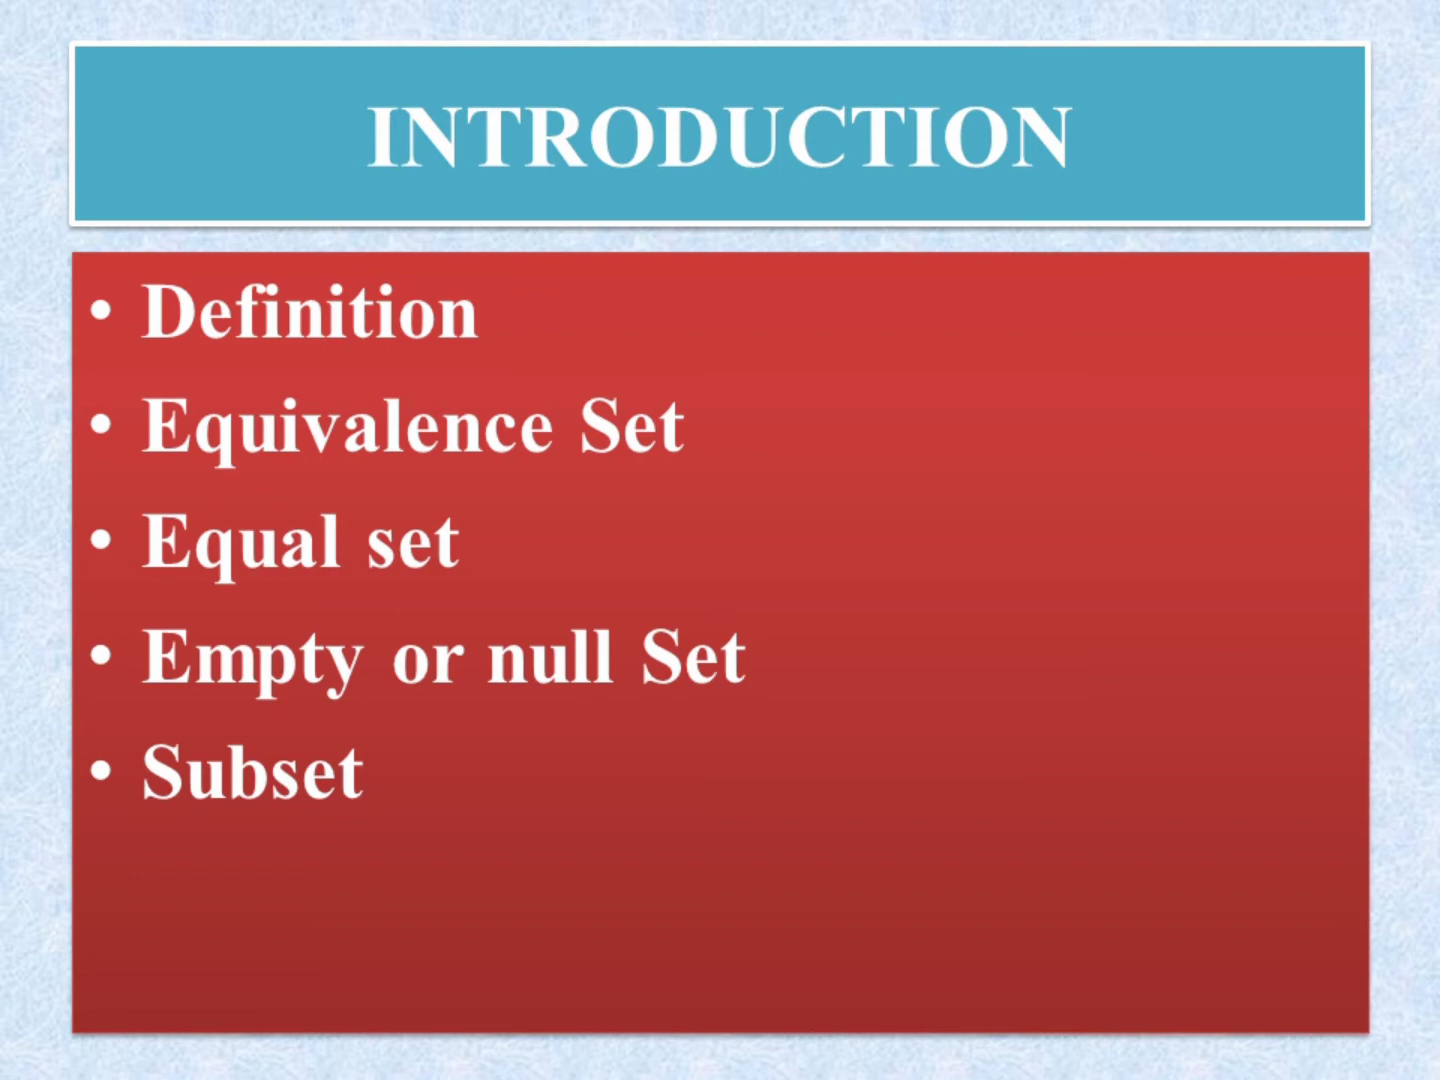 INTRODUCTION
• Definition
• Equivalence Set
• Equal set
• Empty or null Set
• Subset